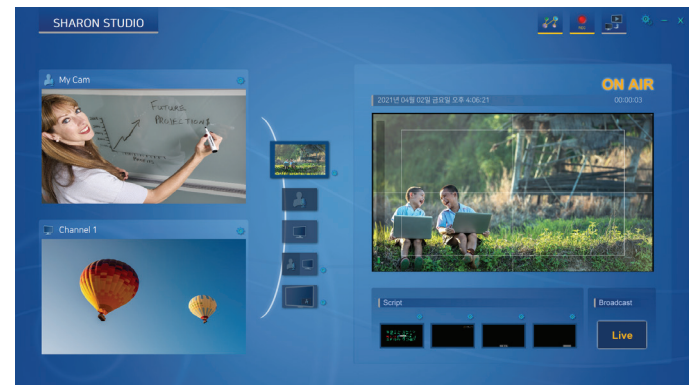 SHARON STUDIO
REC
My Cam
FUTURE
PROJECTIONS
Channel 1
ON AIR
2021년 04월 02일 금요일 오후 4:06:21
00:00:03
Script
Broadcast
Live